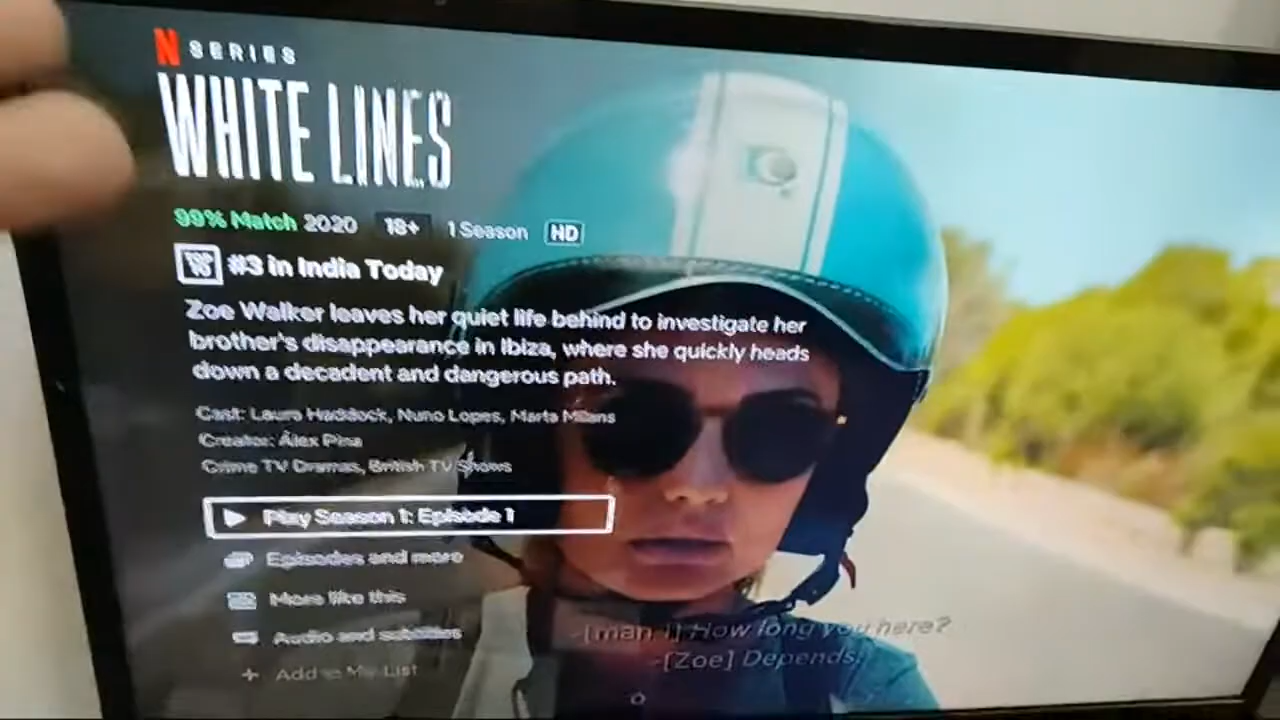 N SERIES
WHITE LINES
99% Match 2020 18+ 1 Season HD
TOP 10 #3 in India Today
Zoe Walker leaves her quiet life behind to investigate her
brother's disappearance in Ibiza, where she quickly heads
down a decadent and dangerous path.
Cast: Laura Haddock, Nuno Lopes, Marta Milans
Creator: Álex Pina
Crime TV Dramas, British TV Shows
Play Season 1: Episode 1
Episodes and more
More like this
Audio and subtitles
+ Add to My List
-[man 1] How long you here?
-[Zoe] Depends.